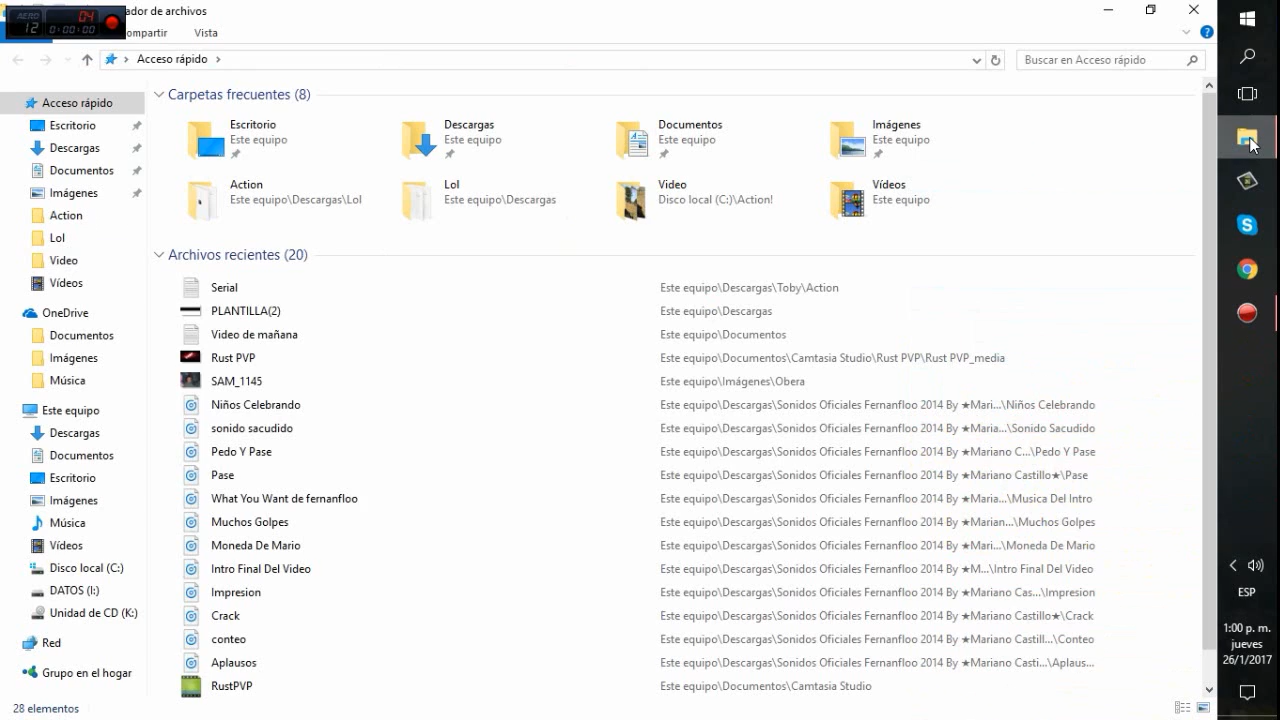 AERO
12
04
0:00:00
ador de archivos
ompartir
Vista
Acceso rápido
Buscar en Acceso rápido
Acceso rápido
Escritorio
Descargas
Documentos
Imágenes
Action
Lol
Video
Vídeos
OneDrive
Documentos
Imágenes
Música
Este equipo
Descargas
Documentos
Escritorio
Imágenes
Música
Vídeos
Disco local (C:)
DATOS (I:)
Unidad de CD (K:)
Red
Grupo en el hogar
Carpetas frecuentes (8)
Escritorio
Este equipo
Descargas
Este equipo
Documentos
Este equipo
Imágenes
Este equipo
Action
Este equipo\Descargas\Lol
Lol
Este equipo\Descargas
Video
Disco local (C:)\Action!
Vídeos
Este equipo
Archivos recientes (20)
Serial Este equipo\Descargas\Toby\Action
PLANTILLA(2) Este equipo\Descargas
Video de mañana Este equipo\Documentos
Rust PVP Este equipo\Documentos\Camtasia Studio\Rust PVP\Rust PVP_media
SAM_1145 Este equipo\Imágenes\Obera
Niños Celebrando Este equipo\Descargas\Sonidos Oficiales Fernanfloo 2014 By ★Mari...\Niños Celebrando
sonido sacudido Este equipo\Descargas\Sonidos Oficiales Fernanfloo 2014 By ★Maria...\Sonido Sacudido
Pedo Y Pase Este equipo\Descargas\Sonidos Oficiales Fernanfloo 2014 By ★Mariano C...\Pedo Y Pase
Pase Este equipo\Descargas\Sonidos Oficiales Fernanfloo 2014 By ★Mariano Castillo★\Pase
What You Want de fernanfloo Este equipo\Descargas\Sonidos Oficiales Fernanfloo 2014 By ★Maria...\Musica Del Intro
Muchos Golpes Este equipo\Descargas\Sonidos Oficiales Fernanfloo 2014 By ★Marian...\Muchos Golpes
Moneda De Mario Este equipo\Descargas\Sonidos Oficiales Fernanfloo 2014 By ★Mari...\Moneda De Mario
Intro Final Del Video Este equipo\Descargas\Sonidos Oficiales Fernanfloo 2014 By ★M...\Intro Final Del Video
Impresion Este equipo\Descargas\Sonidos Oficiales Fernanfloo 2014 By ★Mariano Cas...\Impresion
Crack Este equipo\Descargas\Sonidos Oficiales Fernanfloo 2014 By ★Mariano Castillo★\Crack
conteo Este equipo\Descargas\Sonidos Oficiales Fernanfloo 2014 By ★Mariano Castill...\Conteo
Aplausos Este equipo\Descargas\Sonidos Oficiales Fernanfloo 2014 By ★Mariano Casti...\Aplaus...
RustPVP Este equipo\Documentos\Camtasia Studio
28 elementos
ESP
1:00 p. m.
jueves
26/1/2017